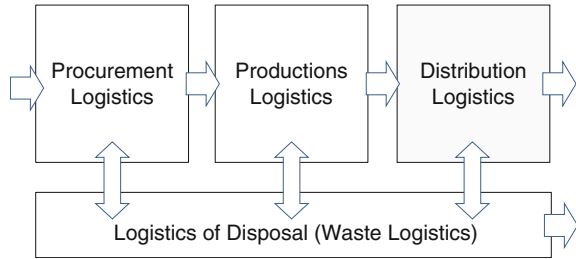 Procurement
Logistics
Productions
Logistics
Distribution
Logistics
Logistics of Disposal (Waste Logistics)